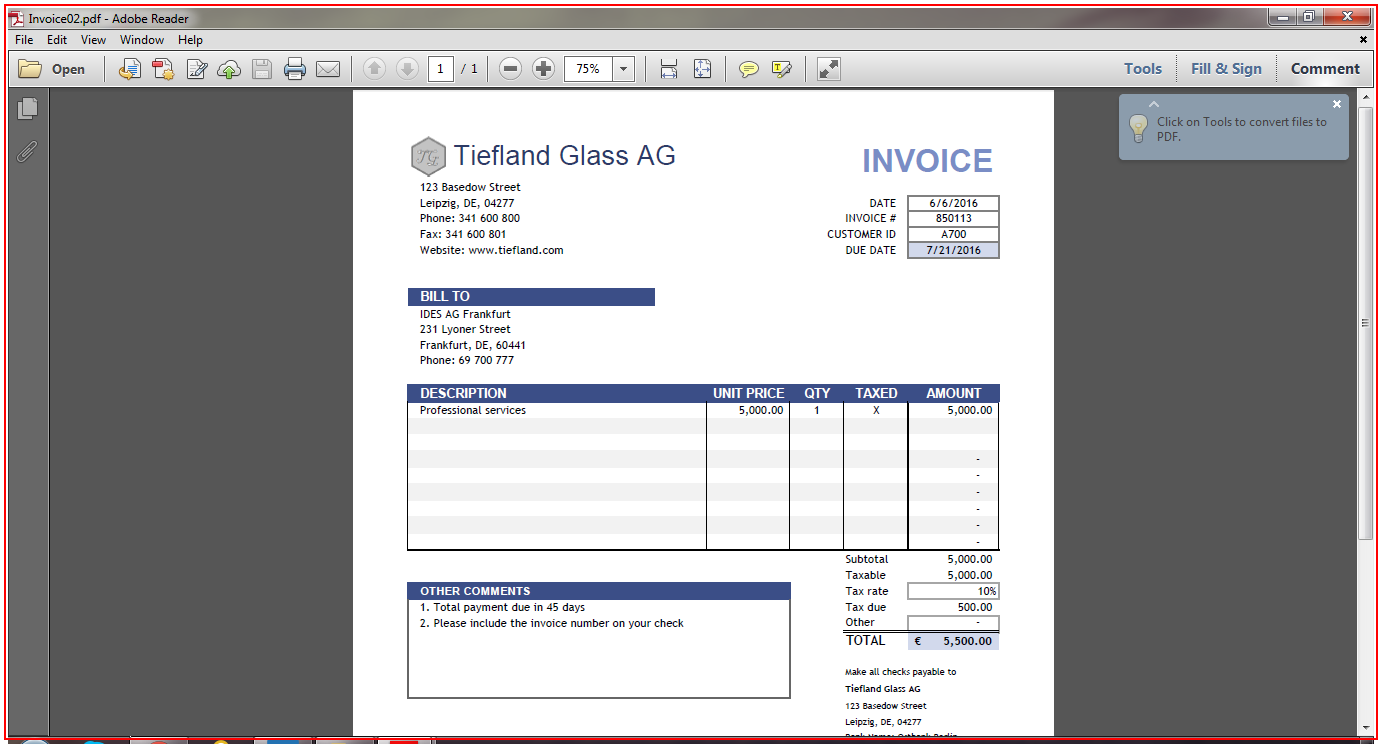 Invoice02.pdf - Adobe Reader
File Edit View Window Help
Open 1 / 1 75% Tools Fill & Sign Comment
Click on Tools to convert files to
PDF.
TG Tiefland Glass AG
INVOICE
123 Basedow Street
Leipzig, DE, 04277
Phone: 341 600 800
Fax: 341 600 801
Website: www.tiefland.com
DATE 6/6/2016
INVOICE # 850113
CUSTOMER ID A700
DUE DATE 7/21/2016
BILL TO
IDES AG Frankfurt
231 Lyoner Street
Frankfurt, DE, 60441
Phone: 69 700 777
DESCRIPTION UNIT PRICE QTY TAXED AMOUNT
Professional services 5,000.00 1 X 5,000.00
-
-
-
-
-
-
Subtotal 5,000.00
Taxable 5,000.00
Tax rate 10%
Tax due 500.00
Other -
TOTAL € 5,500.00
OTHER COMMENTS
1. Total payment due in 45 days
2. Please include the invoice number on your check
Make all checks payable to
Tiefland Glass AG
123 Basedow Street
Leipzig, DE, 04277